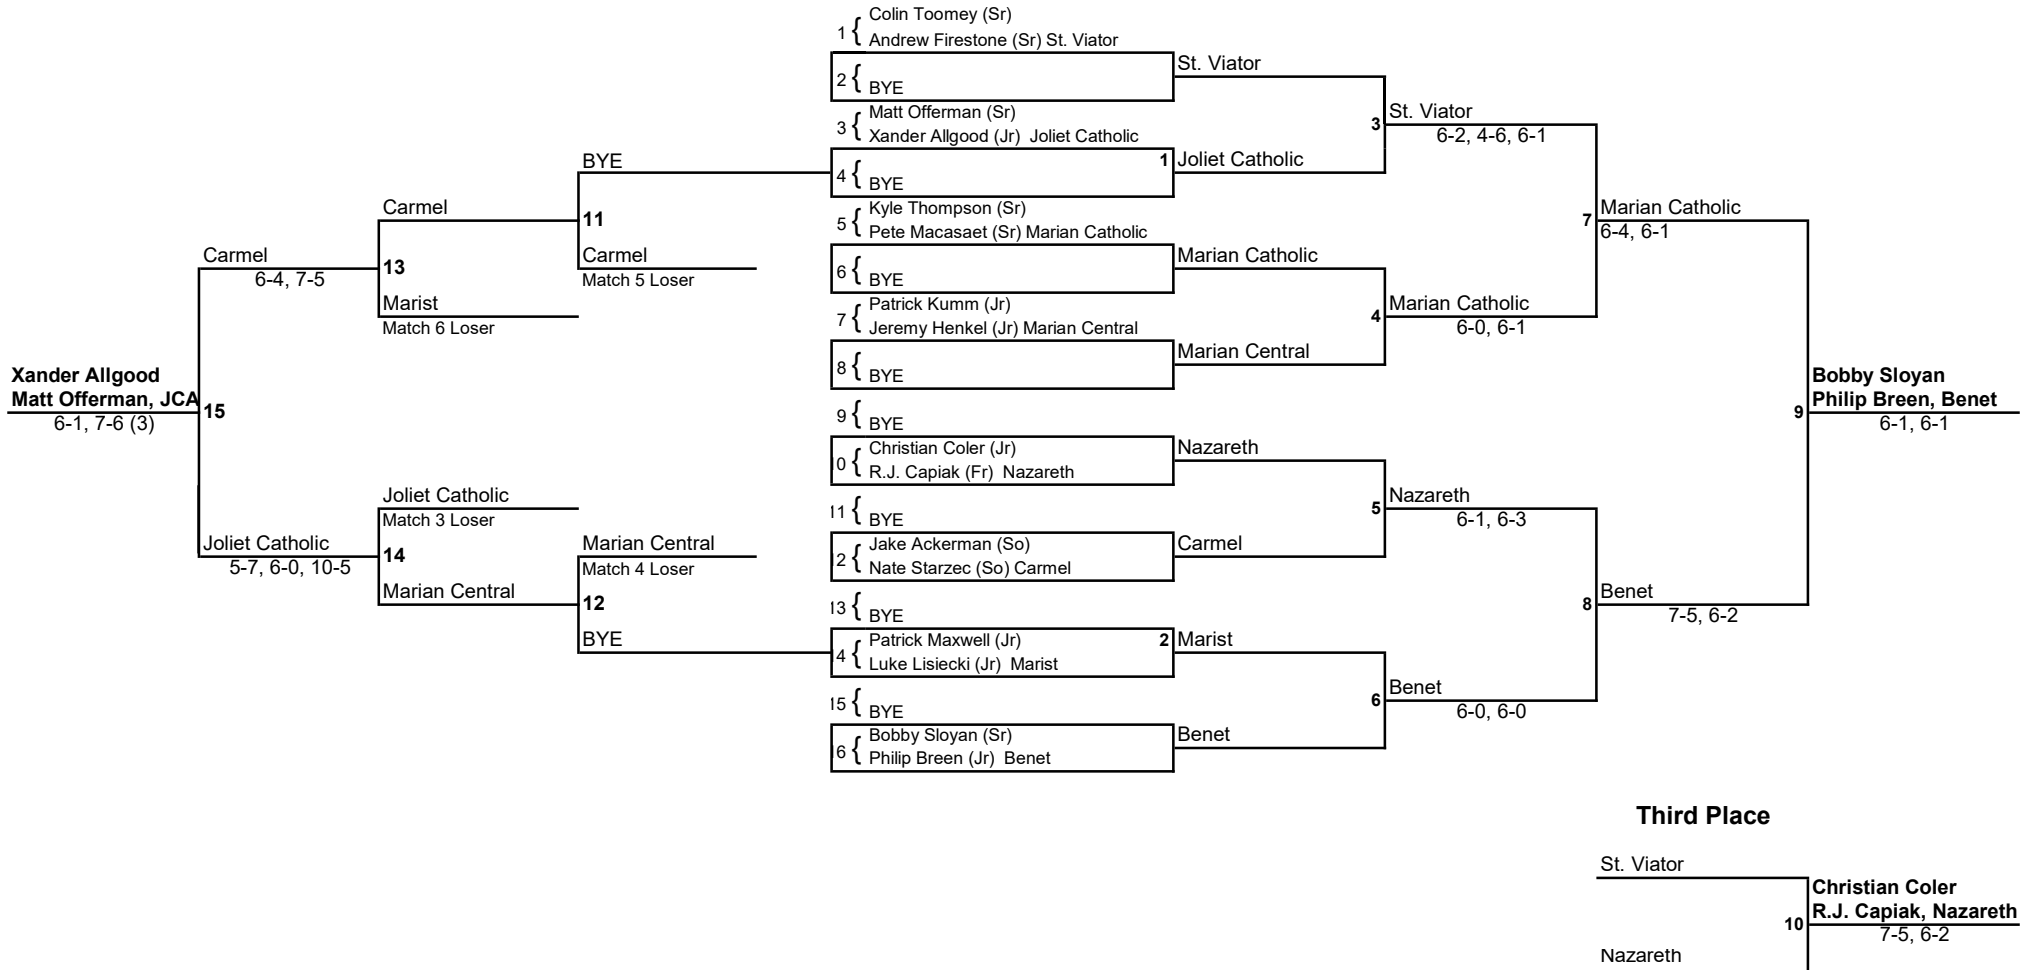 Colin Toomey (Sr)
1 {
Andrew Firestone (Sr) St. Viator
2 {
BYE
St. Viator
Matt Offerman (Sr)
3 {
Xander Allgood (Jr)  Joliet Catholic
3
St. Viator
6-2, 4-6, 6-1
BYE
4 {
BYE
1
Joliet Catholic
Kyle Thompson (Sr)
5 {
Pete Macasaet (Sr) Marian Catholic
Carmel
11
7
Marian Catholic
6-4, 6-1
Carmel
6-4, 7-5
13
Carmel
Match 5 Loser
6 {
BYE
Marian Catholic
Marist
Match 6 Loser
Patrick Kumm (Jr)
7 {
Jeremy Henkel (Jr) Marian Central
4
Marian Catholic
6-0, 6-1
8 {
BYE
Marian Central
Xander Allgood
Matt Offerman, JCA
6-1, 7-6 (3)
15
9 {
BYE
9
Bobby Sloyan
Philip Breen, Benet
6-1, 6-1
Christian Coler (Jr)
0 {
R.J. Capiak (Fr)  Nazareth
Nazareth
Joliet Catholic
Match 3 Loser
11 {
BYE
5
Nazareth
6-1, 6-3
Joliet Catholic
5-7, 6-0, 10-5
14
Marian Central
Match 4 Loser
Jake Ackerman (So)
2 {
Nate Starzec (So) Carmel
Carmel
Marian Central
12
13 {
BYE
8
Benet
7-5, 6-2
BYE
Patrick Maxwell (Jr)
4 {
Luke Lisiecki (Jr)  Marist
2
Marist
15 {
BYE
6
Benet
6-0, 6-0
Bobby Sloyan (Sr)
6 {
Philip Breen (Jr)  Benet
Benet
Third Place
St. Viator
10
Christian Coler
R.J. Capiak, Nazareth
7-5, 6-2
Nazareth